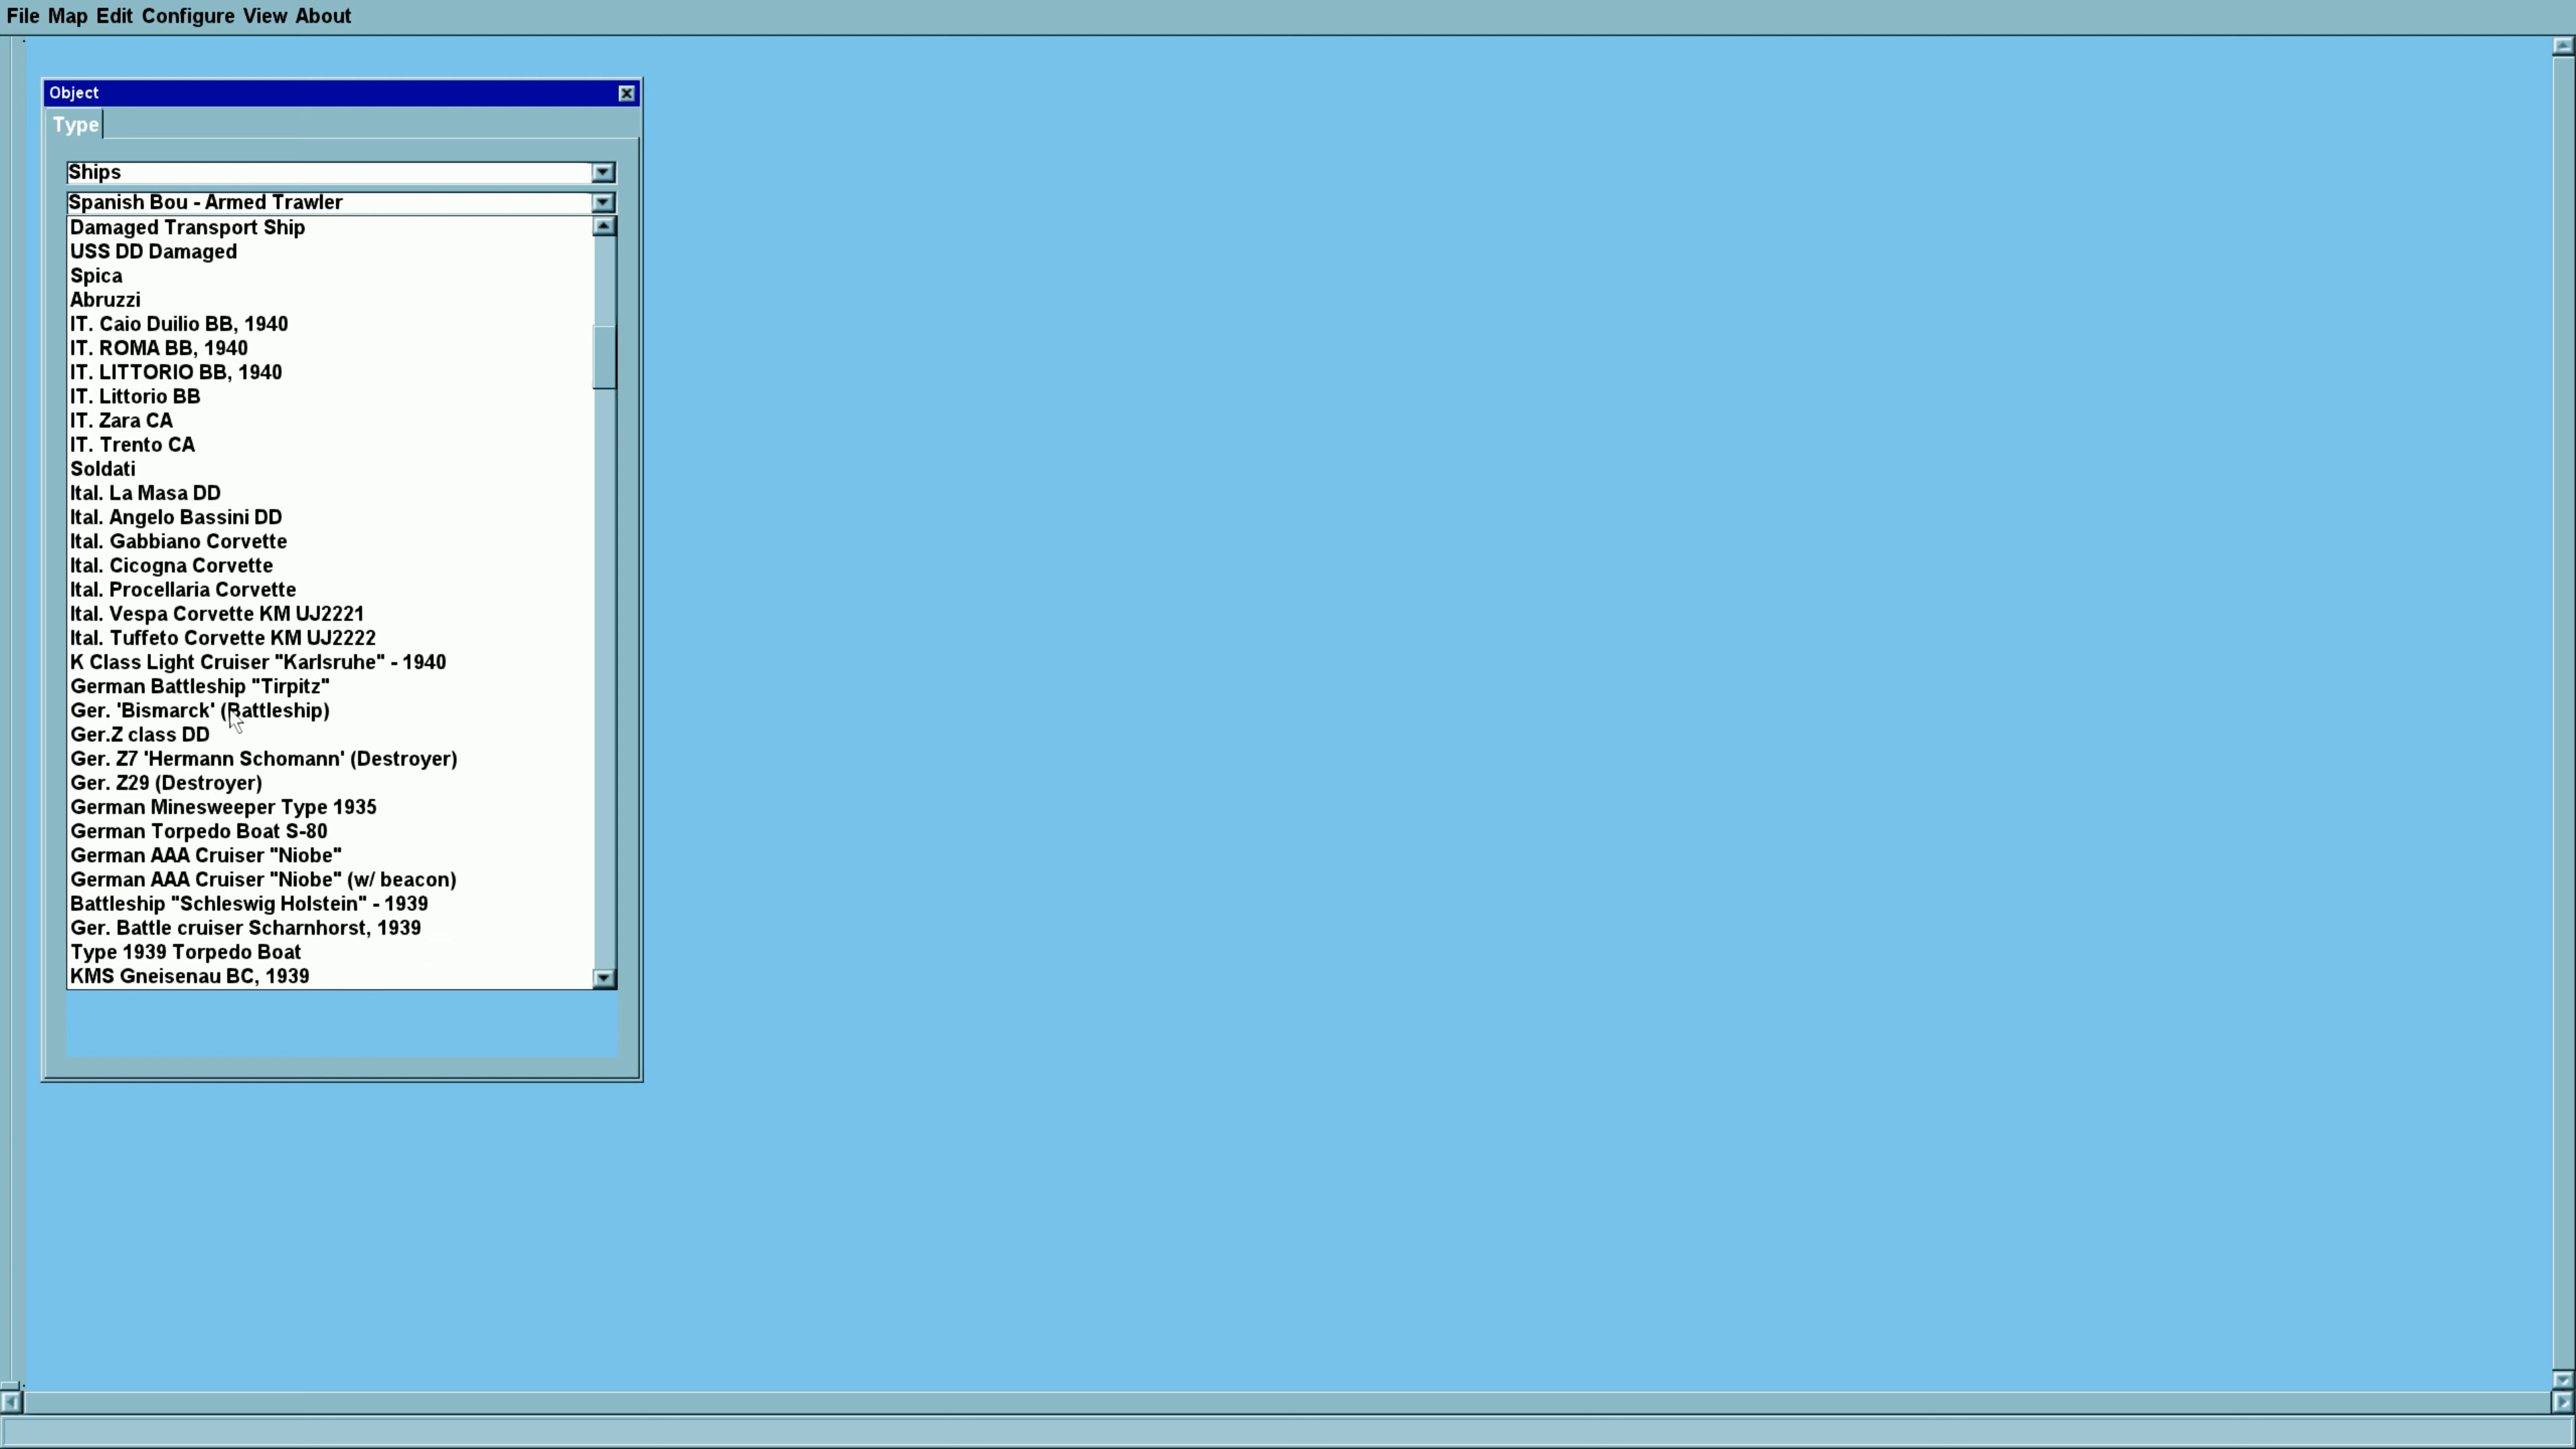 File Map Edit Configure View About
Object
Type
Ships
Spanish Bou - Armed Trawler
Damaged Transport Ship
USS DD Damaged
Spica
Abruzzi
IT. Caio Duilio BB, 1940
IT. ROMA BB, 1940
IT. LITTORIO BB, 1940
IT. Littorio BB
IT. Zara CA
IT. Trento CA
Soldati
Ital. La Masa DD
Ital. Angelo Bassini DD
Ital. Gabbiano Corvette
Ital. Cicogna Corvette
Ital. Procellaria Corvette
Ital. Vespa Corvette KM UJ2221
Ital. Tuffeto Corvette KM UJ2222
K Class Light Cruiser "Karlsruhe" - 1940
German Battleship "Tirpitz"
Ger. 'Bismarck' (Battleship)
Ger.Z class DD
Ger. Z7 'Hermann Schomann' (Destroyer)
Ger. Z29 (Destroyer)
German Minesweeper Type 1935
German Torpedo Boat S-80
German AAA Cruiser "Niobe"
German AAA Cruiser "Niobe" (w/ beacon)
Battleship "Schleswig Holstein" - 1939
Ger. Battle cruiser Scharnhorst, 1939
Type 1939 Torpedo Boat
KMS Gneisenau BC, 1939